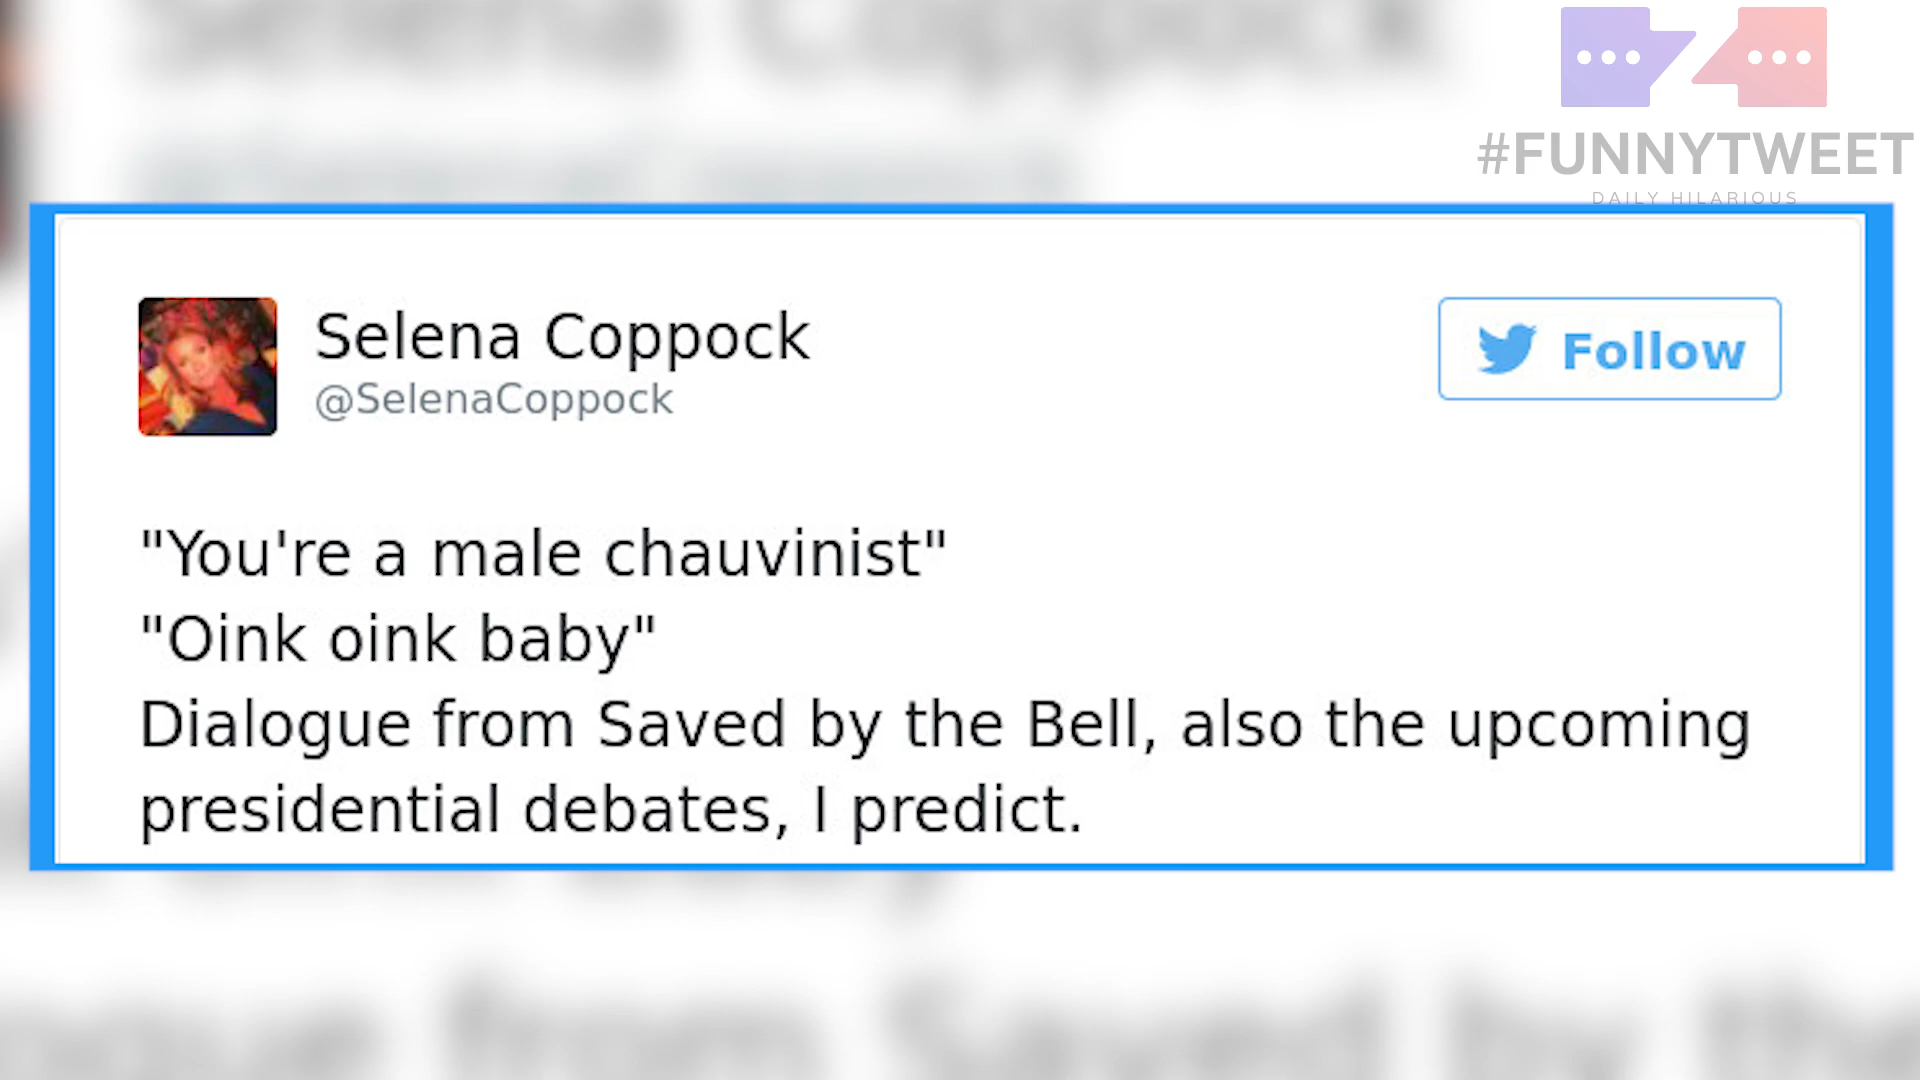 #FUNNYTWEET
DAILY HILARIOUS
Selena Coppock
@SelenaCoppock
Follow
"You're a male chauvinist"
"Oink oink baby"
Dialogue from Saved by the Bell, also the upcoming
presidential debates, I predict.